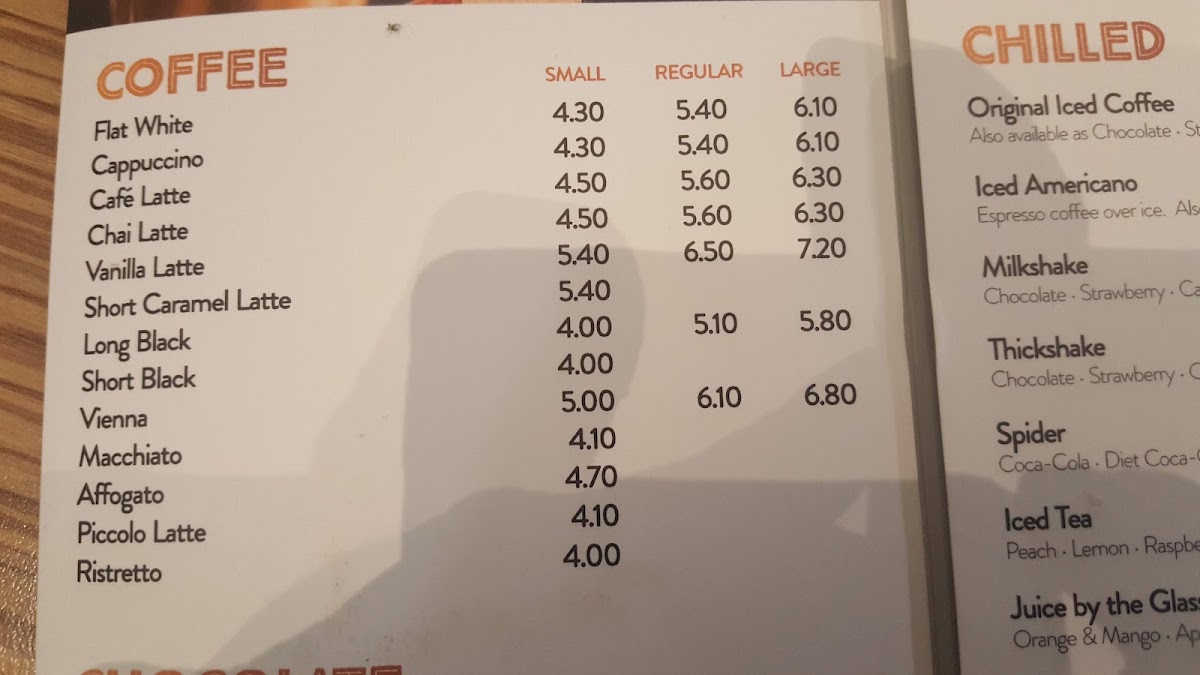 COFFEE
SMALL REGULAR LARGE
Flat White 4.30 5.40 6.10
Cappuccino 4.30 5.40 6.10
Café Latte 4.50 5.60 6.30
Chai Latte 4.50 5.60 6.30
Vanilla Latte 5.40 6.50 7.20
Short Caramel Latte 5.40
Long Black 4.00 5.10 5.80
Short Black 4.00
Vienna 5.00 6.10 6.80
Macchiato 4.10
Affogato 4.70
Piccolo Latte 4.10
Ristretto 4.00
CHOCOLATE
CHILLED
Original Iced Coffee
Also available as Chocolate ·
Iced Americano
Espresso coffee over ice.
Milkshake
Chocolate · Strawberry ·
Thickshake
Chocolate · Strawberry ·
Spider
Coca-Cola · Diet
Iced Tea
Peach · Lemon ·
Juice by the Glass
Orange & Mango ·